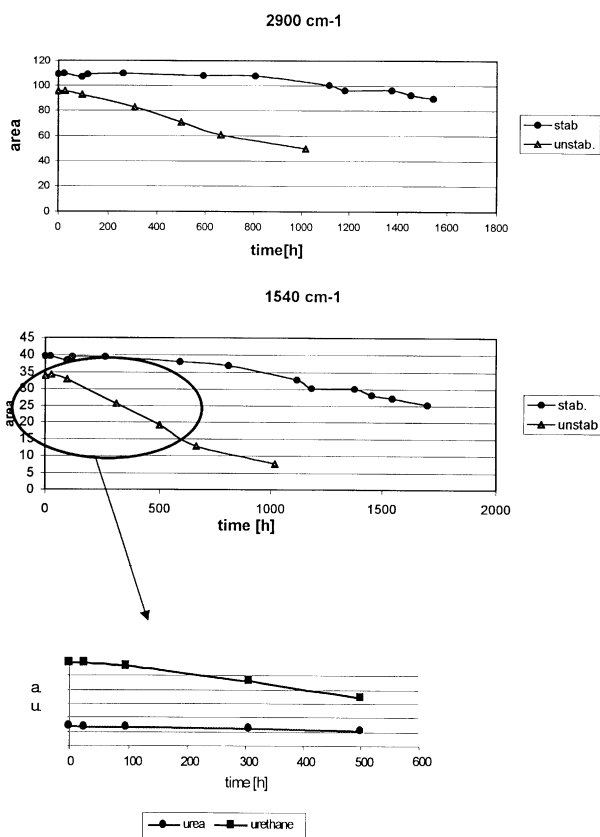 2900 cm-1
120
100
80
60
40
20
0
area
0 200 400 600 800 1000 1200 1400 1600 1800
time[h]
stab
unstab.
1540 cm-1
45
40
35
30
25
20
15
10
5
0
area
0 500 1000 1500 2000
time [h]
stab.
unstab
a.
u.
0 100 200 300 400 500 600
time [h]
urea urethane